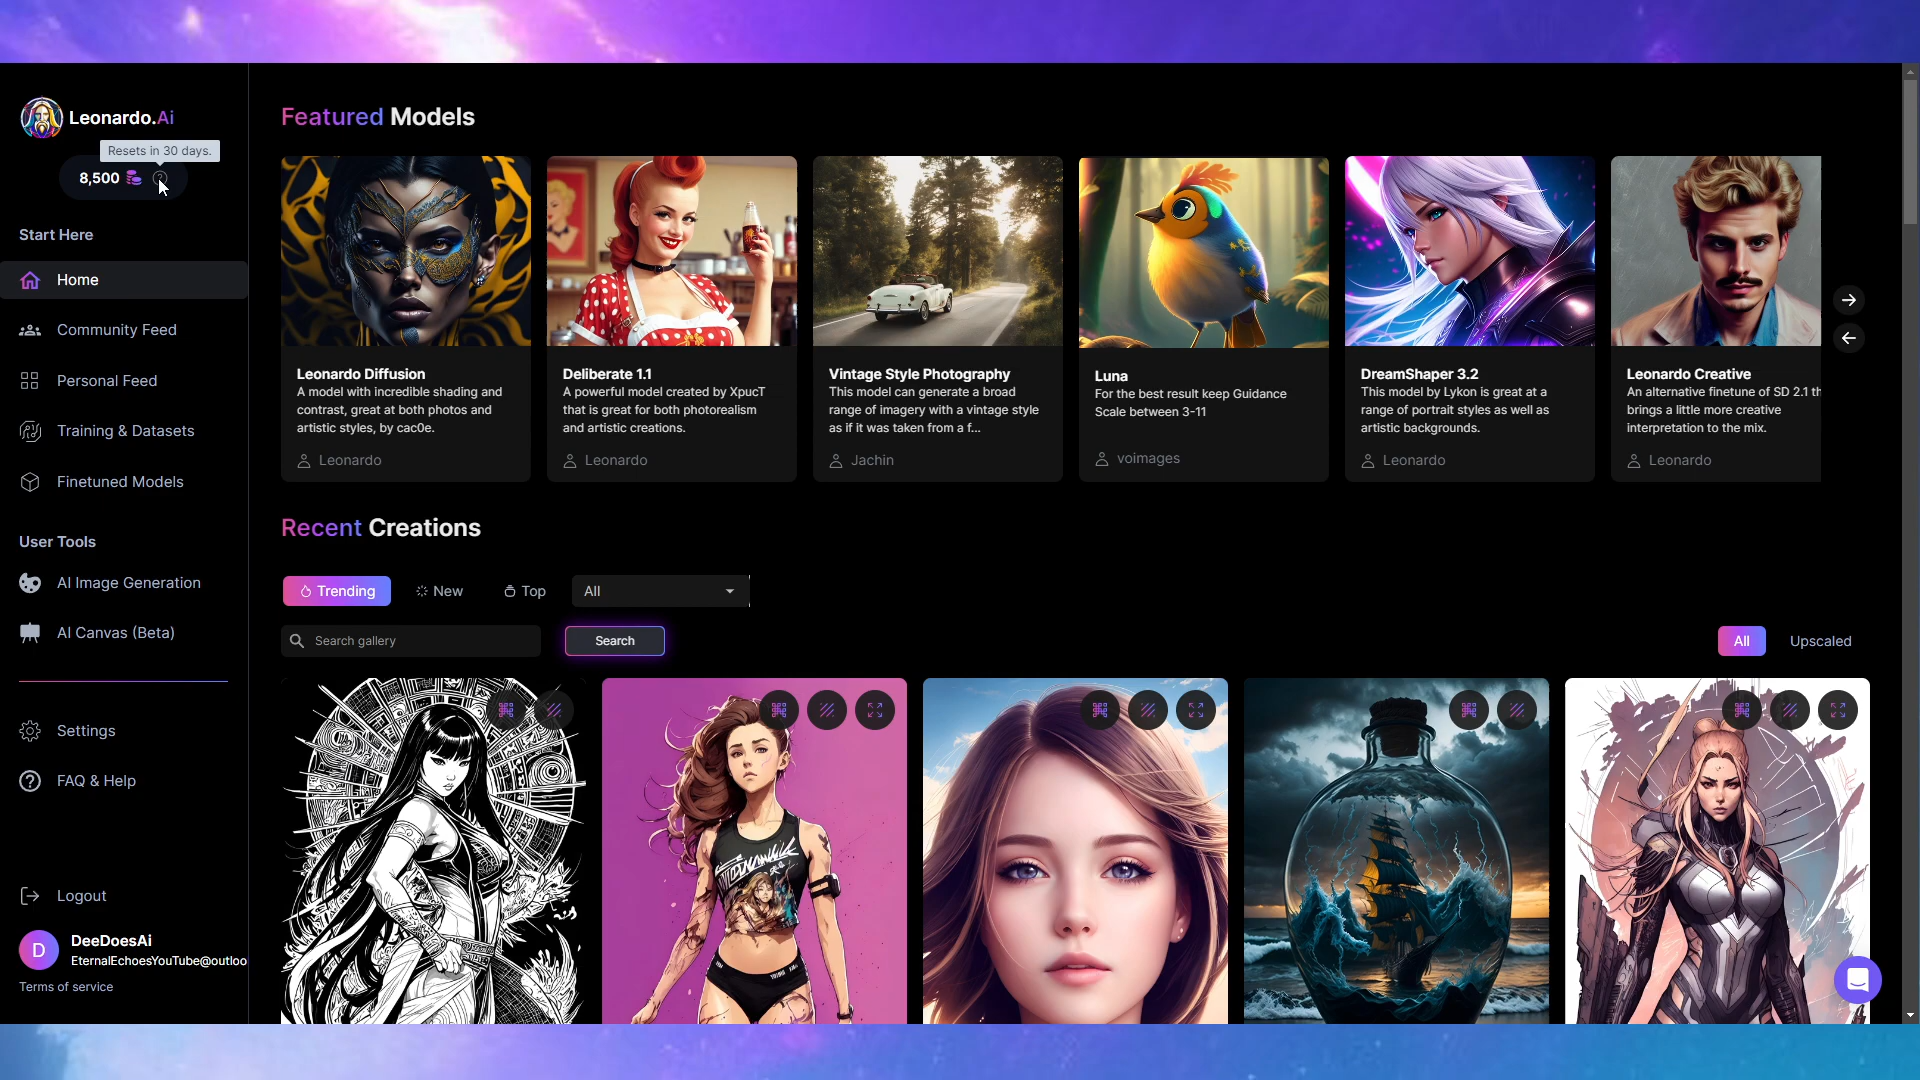 Leonardo.Ai
Resets in 30 days.
8,500
Start Here
Home
Community Feed
Personal Feed
Training & Datasets
Finetuned Models
User Tools
AI Image Generation
AI Canvas (Beta)
Settings
FAQ & Help
Logout
D
DeeDoesAi
EternalEchoesYouTube@outloo
Terms of service
Featured Models
Leonardo Diffusion
A model with incredible shading and
contrast, great at both photos and
artistic styles, by cac0e.
Leonardo
Deliberate 1.1
A powerful model created by XpucT
that is great for both photorealism
and artistic creations.
Leonardo
Vintage Style Photography
This model can generate a broad
range of imagery with a vintage style
as if it was taken from a f...
Jachin
Luna
For the best result keep Guidance
Scale between 3-11
voimages
DreamShaper 3.2
This model by Lykon is great at a
range of portrait styles as well as
artistic backgrounds.
Leonardo
Leonardo Creative
An alternative finetune of SD 2.1 th
brings a little more creative
interpretation to the mix.
Leonardo
Recent Creations
Trending
New
Top
All
Search gallery
Search
All
Upscaled